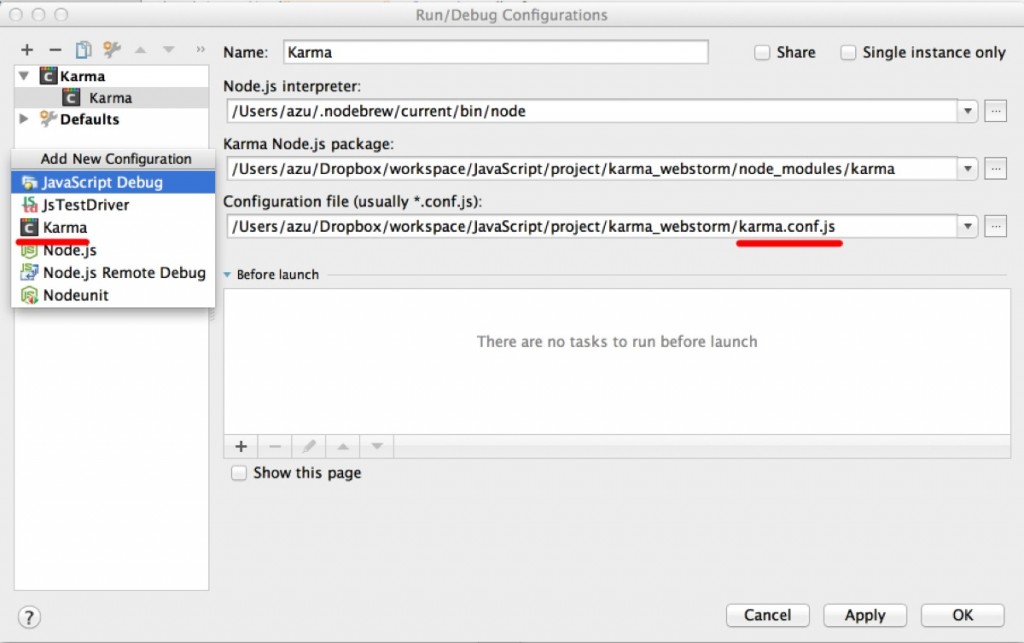 Run/Debug Configurations
Name: Karma Share Single instance only
Karma
Karma
Defaults
Add New Configuration
JavaScript Debug
JsTestDriver
Karma
Node.js
Node.js Remote Debug
Nodeunit
Node.js interpreter:
/Users/azu/.nodebrew/current/bin/node
Karma Node.js package:
/Users/azu/Dropbox/workspace/JavaScript/project/karma_webstorm/node_modules/karma
Configuration file (usually *.conf.js):
/Users/azu/Dropbox/workspace/JavaScript/project/karma_webstorm/karma.conf.js
Before launch
There are no tasks to run before launch
Show this page
? Cancel Apply OK